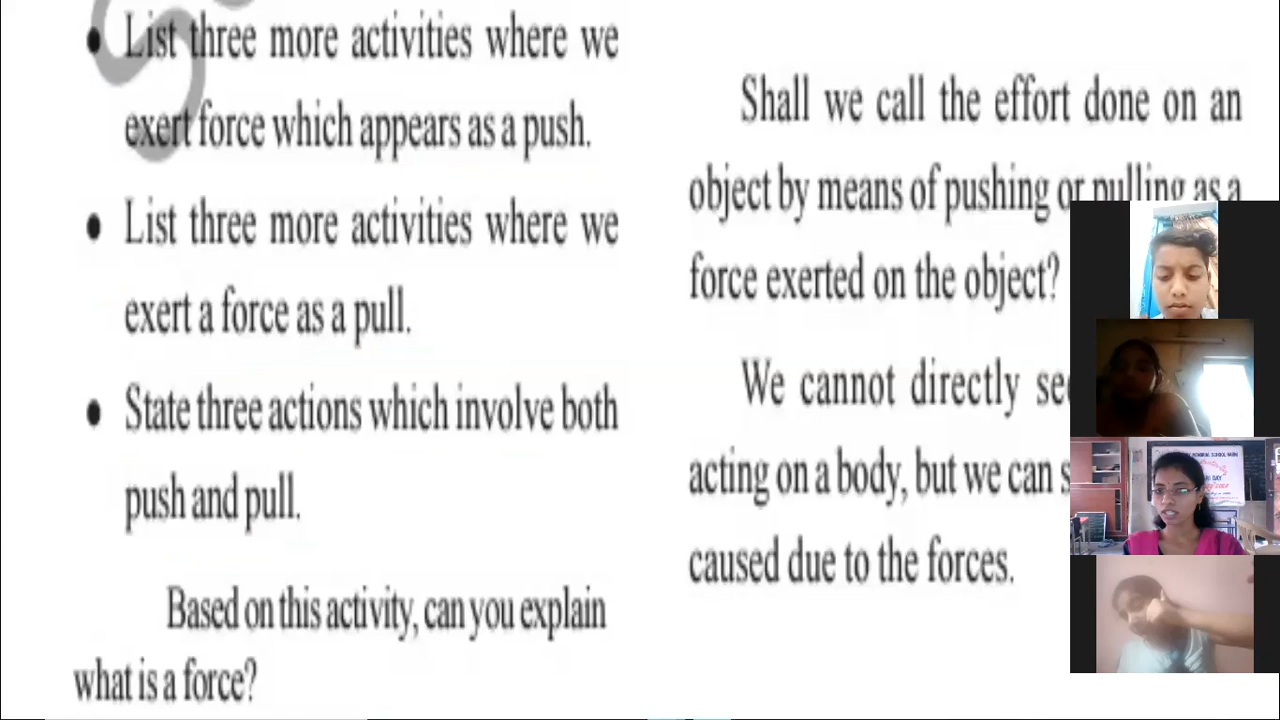 List three more activities where we
exert force which appears as a push.
List three more activities where we
exert a force as a pull.
State three actions which involve both
push and pull.
Based on this activity, can you explain
what is a force?
Shall we call the effort done on an
object by means of pushing or pulling as a
force exerted on the object?
We cannot directly
acting on a body, but we can
caused due to the forces.